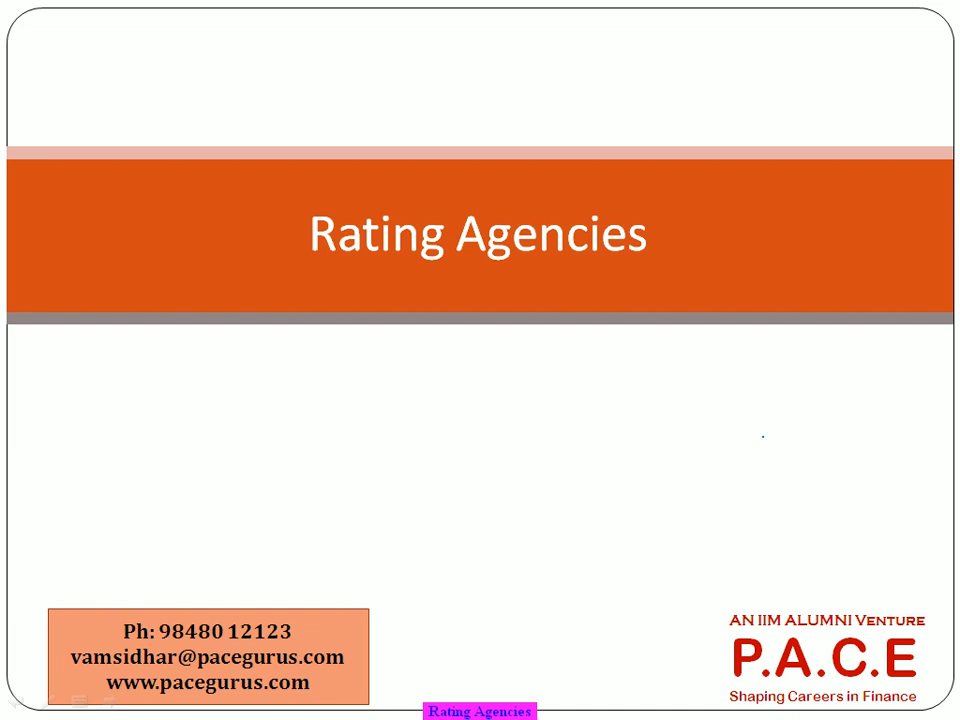 Rating Agencies
Ph: 98480 12123
vamsidhar@pacegurus.com
www.pacegurus.com
AN IIM ALUMNI VENTURE
P.A.C.E
Shaping Careers in Finance
Rating Agencies